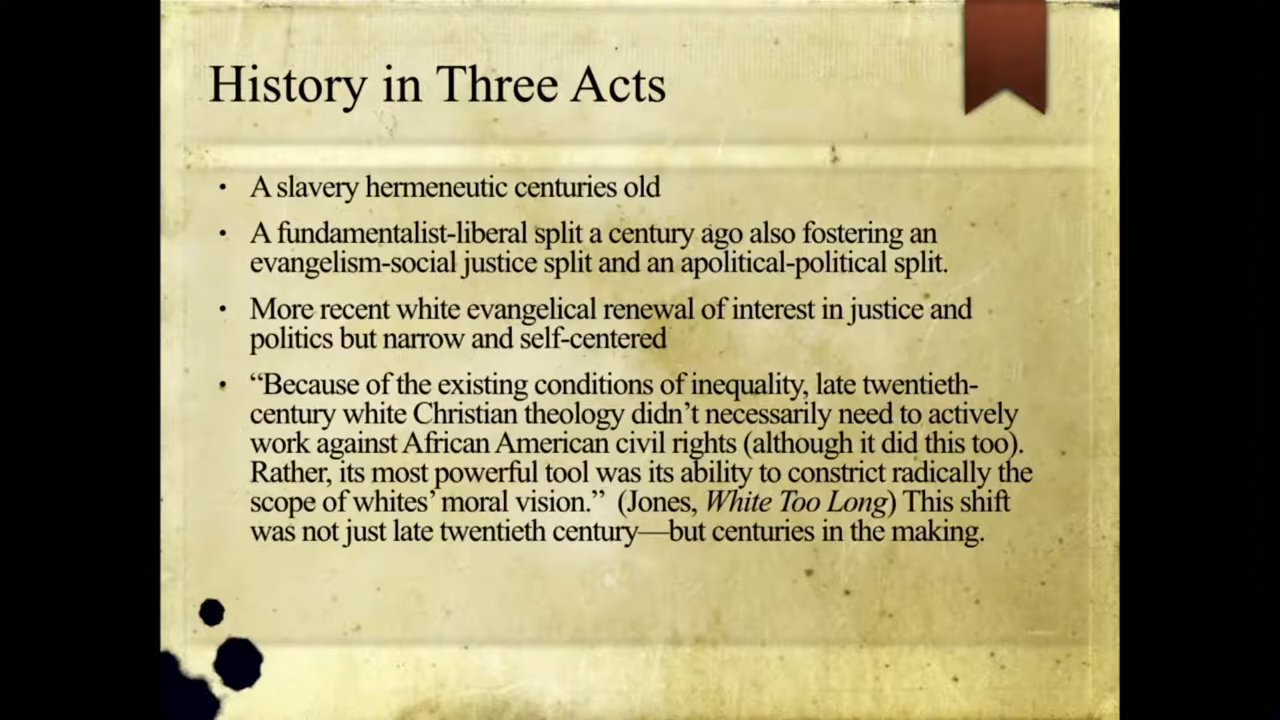 History in Three Acts
• A slavery hermeneutic centuries old
• A fundamentalist-liberal split a century ago also fostering an
evangelism-social justice split and an apolitical-political split.
• More recent white evangelical renewal of interest in justice and
politics but narrow and self-centered
• “Because of the existing conditions of inequality, late twentieth-
century white Christian theology didn’t necessarily need to actively
work against African American civil rights (although it did this too).
Rather, its most powerful tool was its ability to constrict radically the
scope of whites’ moral vision.” (Jones, White Too Long) This shift
was not just late twentieth century—but centuries in the making.